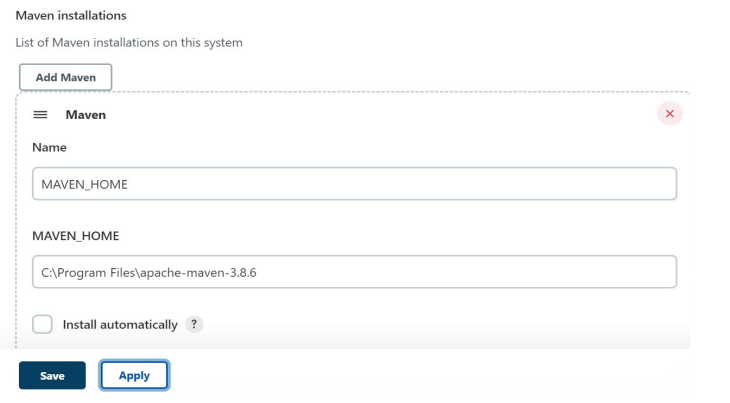 Maven installations
List of Maven installations on this system
Add Maven
Maven
Name
MAVEN_HOME
MAVEN_HOME
C:\Program Files\apache-maven-3.8.6
Install automatically ?
Save Apply